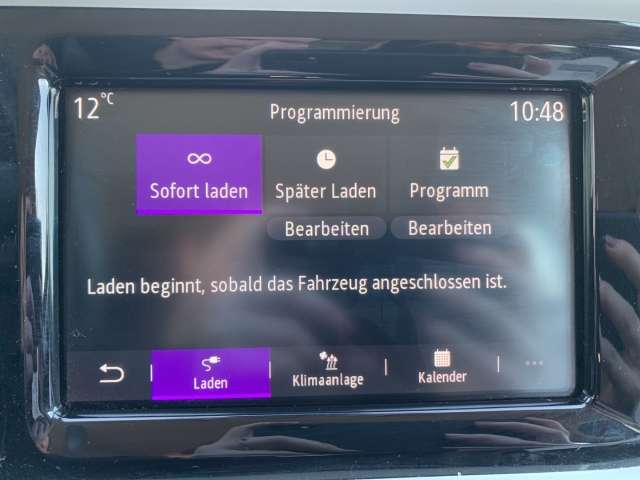 12°C Programmierung 10:48
Sofort laden Später Laden Programm
Bearbeiten Bearbeiten
Laden beginnt, sobald das Fahrzeug angeschlossen ist.
Laden Klimaanlage Kalender